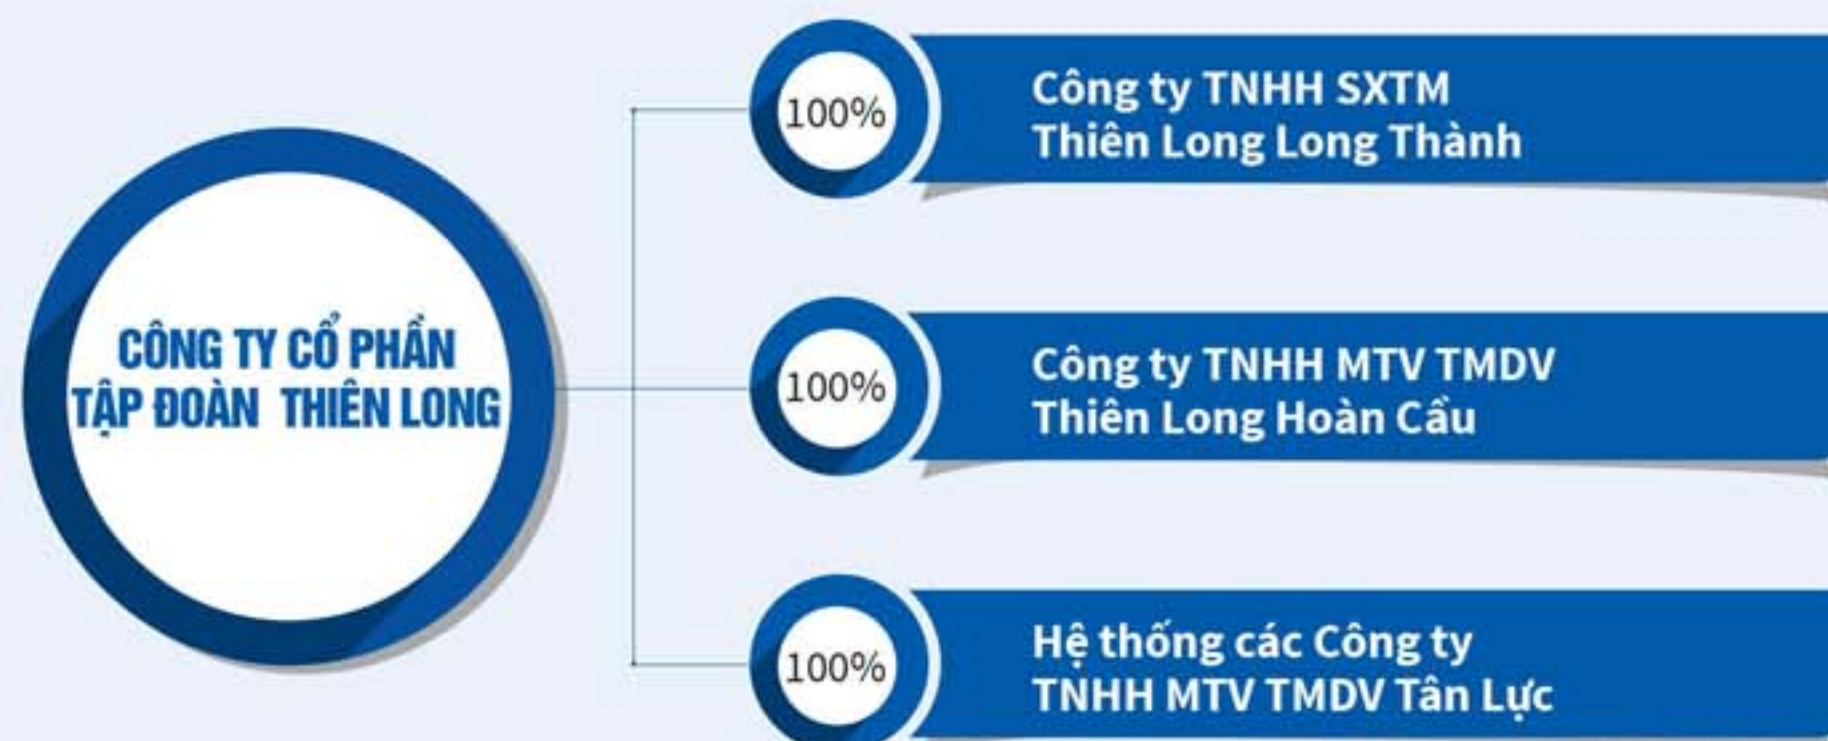 CÔNG TY CỔ PHẦN
TẬP ĐOÀN THIÊN LONG
100%
Công ty TNHH SXTM
Thiên Long Long Thành
100%
Công ty TNHH MTV TMDV
Thiên Long Hoàn Cầu
100%
Hệ thống các Công ty
TNHH MTV TMDV Tân Lực